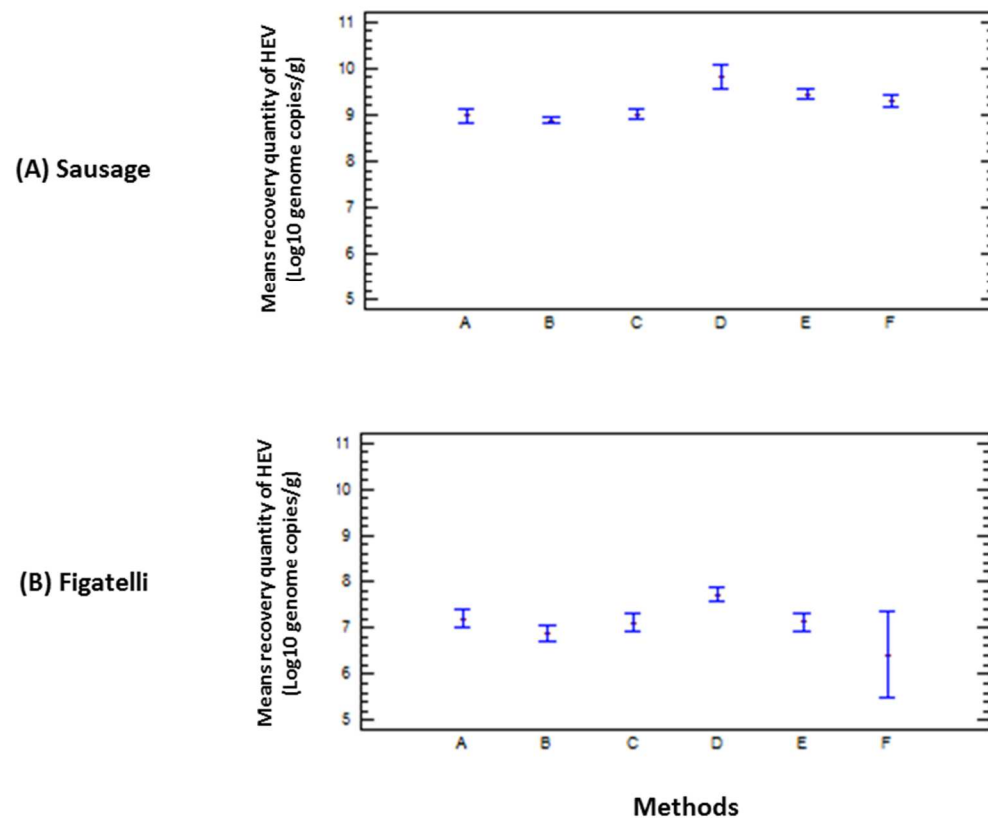 (A) Sausage
Means recovery quantity of HEV
(Log10 genome copies/g)
11
10
9
8
7
6
5
A B C D E F
(B) Figatelli
Means recovery quantity of HEV
(Log10 genome copies/g)
11
10
9
8
7
6
5
A B C D E F
Methods